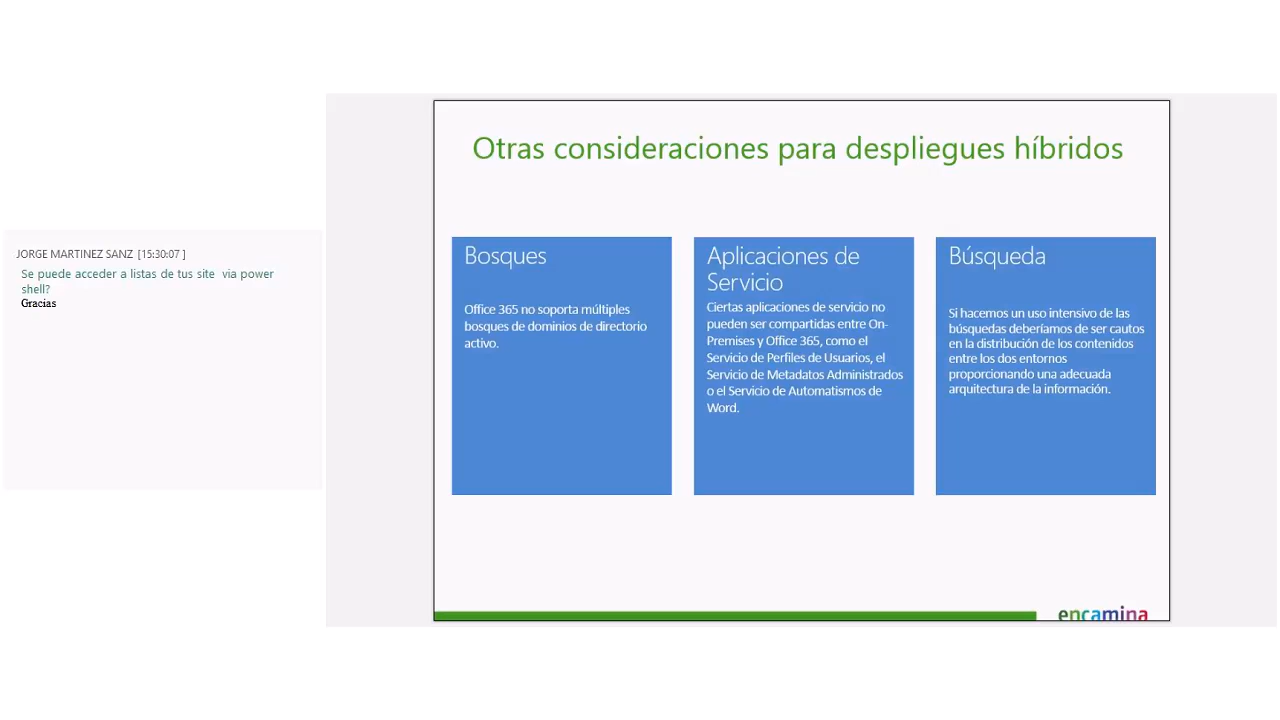 JORGE MARTINEZ SANZ [15:30:07 ]
Se puede acceder a listas de tus site via power
shell?
Gracias
Otras consideraciones para despliegues híbridos
Bosques
Office 365 no soporta múltiples
bosques de dominios de directorio
activo.
Aplicaciones de
Servicio
Ciertas aplicaciones de servicio no
pueden ser compartidas entre On-
Premises y Office 365, como el
Servicio de Perfiles de Usuarios, el
Servicio de Metadatos Administrados
o el Servicio de Automatismos de
Word.
Búsqueda
Si hacemos un uso intensivo de las
búsquedas deberíamos de ser cautos
en la distribución de los contenidos
entre los dos entornos
proporcionando una adecuada
arquitectura de la información.
encamina